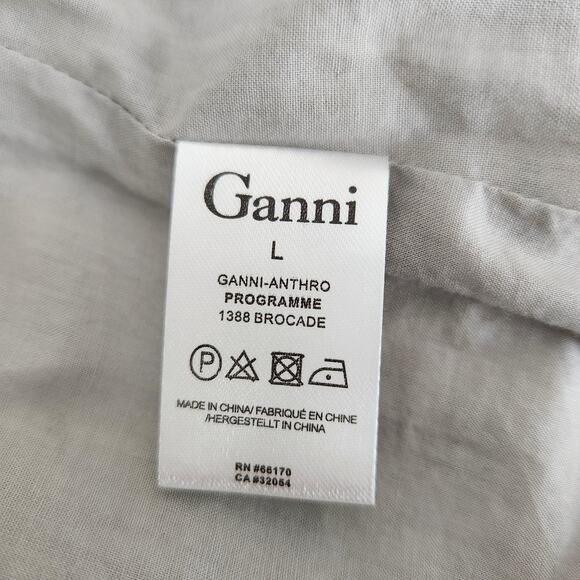 Ganni
L
GANNI-ANTHRO
PROGRAMME
1388 BROCADE
P
MADE IN CHINA/ FABRIQUÉ EN CHINE
/HERGESTELLT IN CHINA
RN #66170
CA #32054